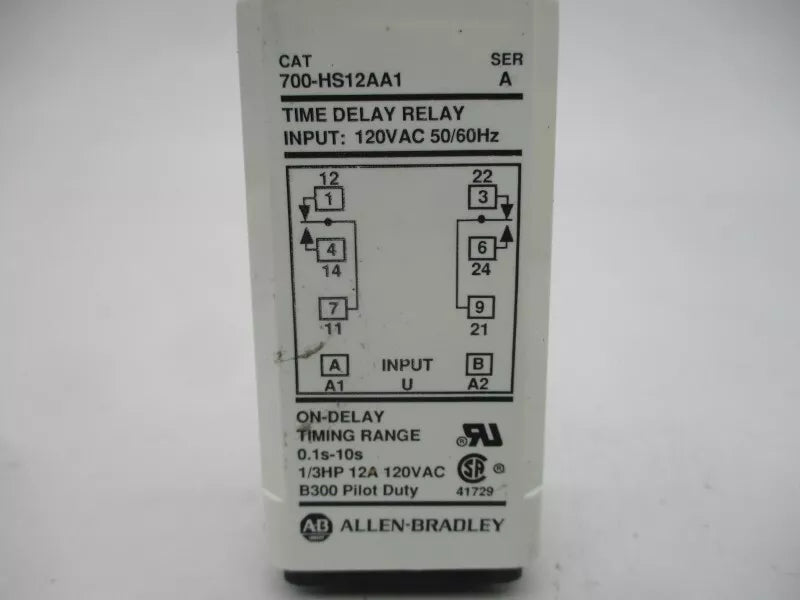 CAT SER
700-HS12AA1 A
TIME DELAY RELAY
INPUT: 120VAC 50/60Hz
12 22
1 3
4 6
14 24
7 9
11 21
A INPUT B
A1 U A2
ON-DELAY
TIMING RANGE
0.1s-10s
1/3HP 12A 120VAC
B300 Pilot Duty
® RU
SA ®
41729
AB ALLEN-BRADLEY